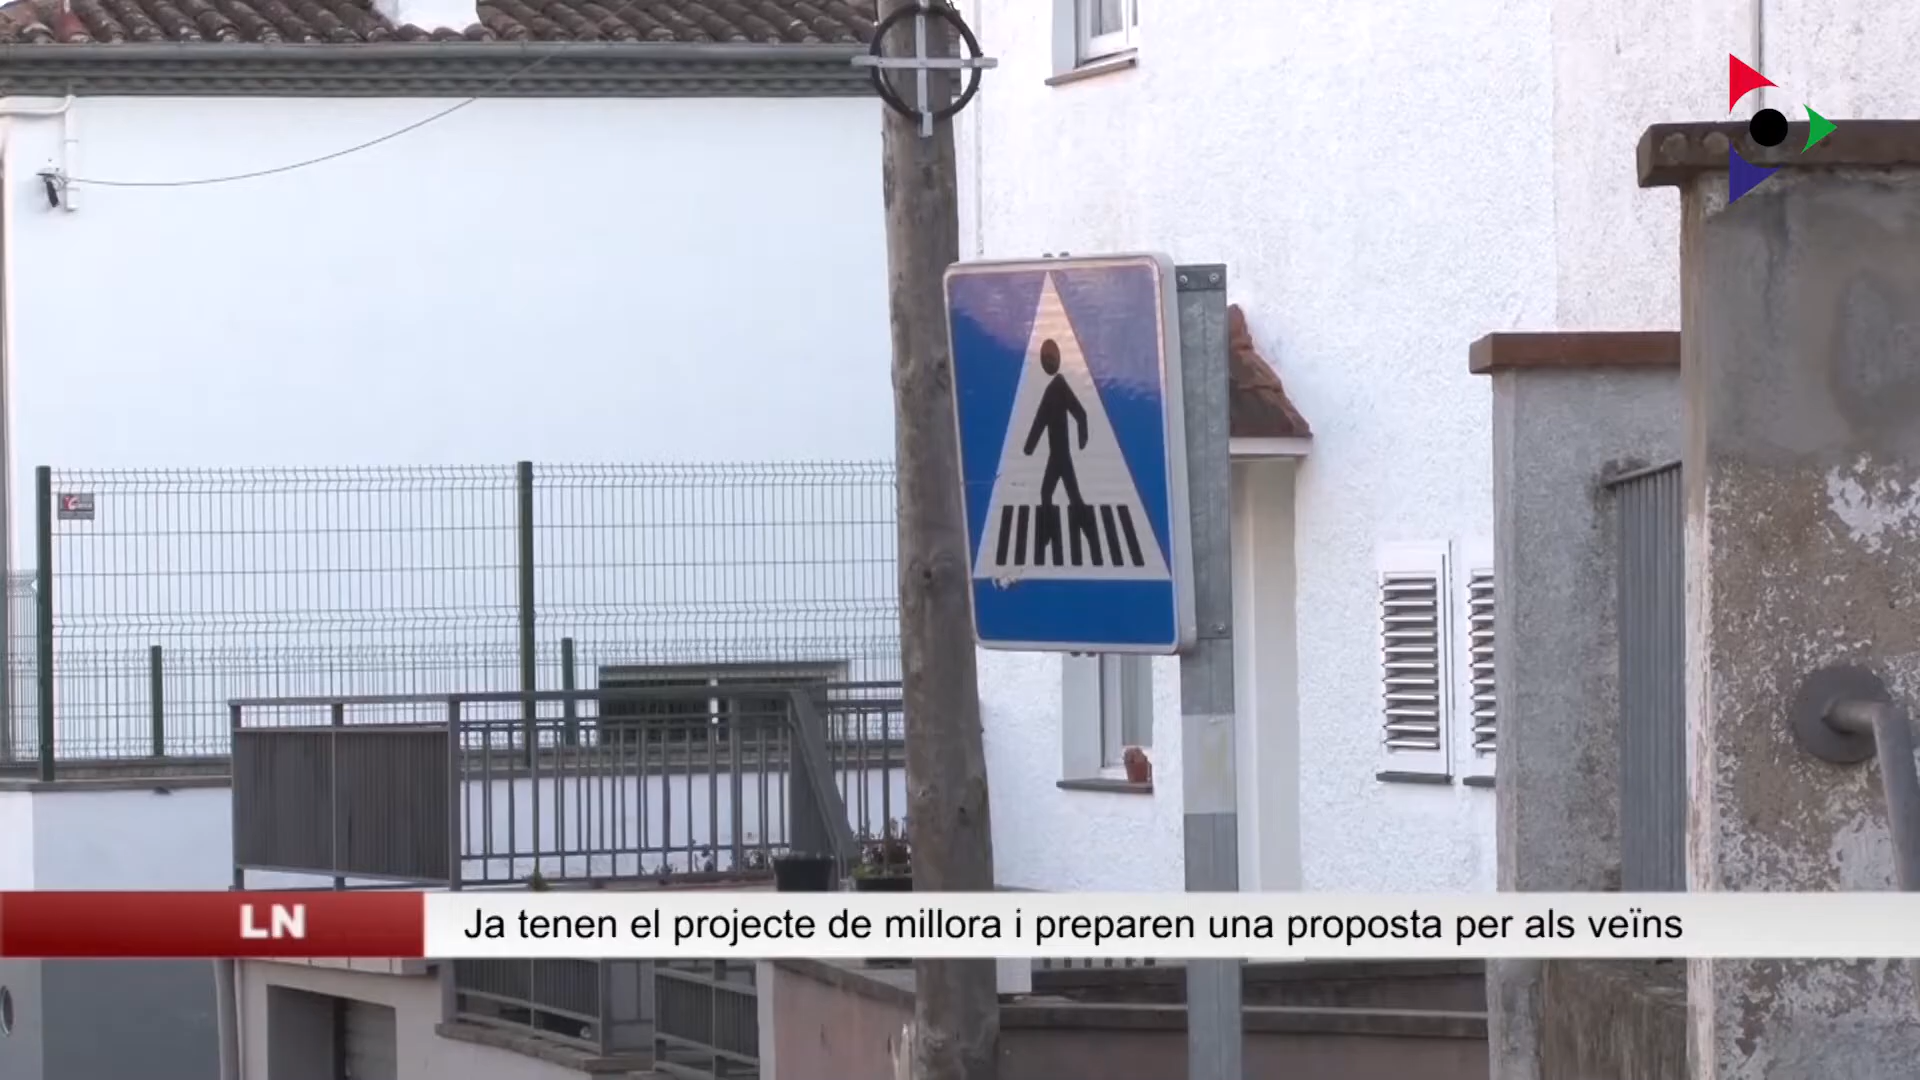 LN
Ja tenen el projecte de millora i preparen una proposta per als veïns